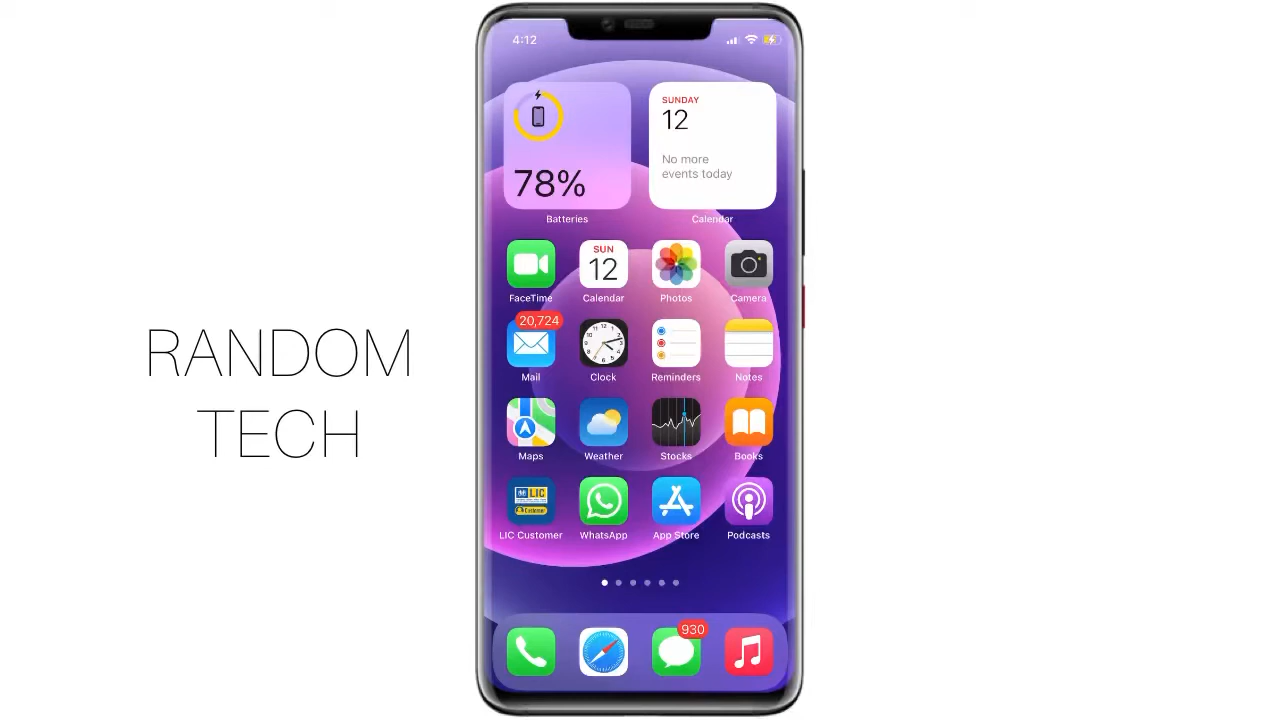 RANDOM
TECH
4:12
78%
Batteries
SUNDAY
12
No more
events today
Calendar
FaceTime
SUN
12
Calendar
Photos
Camera
20,724
Mail
Clock
Reminders
Notes
Maps
Weather
Stocks
Books
LIC
Customer
LIC Customer
WhatsApp
App Store
Podcasts
930